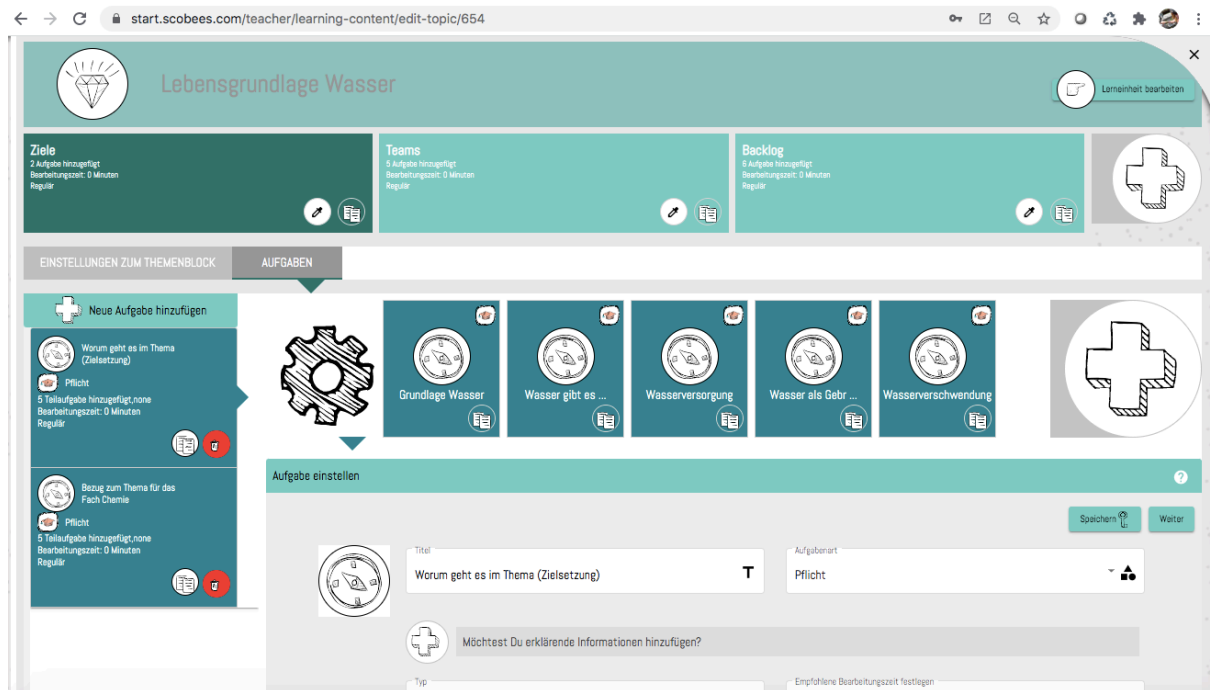 start.scobees.com/teacher/learning-content/edit-topic/654
Lebensgrundlage Wasser
Lerneinheit bearbeiten
Ziele
2 Aufgabe hinzugefügt
Bearbeitungszeit: 0 Minuten
Regulär
Teams
5 Aufgabe hinzugefügt
Bearbeitungszeit: 0 Minuten
Regulär
Backlog
6 Aufgabe hinzugefügt
Bearbeitungszeit: 0 Minuten
Regulär
EINSTELLUNGEN ZUM THEMENBLOCK
AUFGABEN
Neue Aufgabe hinzufügen
Worum geht es im Thema
(Zielsetzung)
Pflicht
5 Teilaufgabe hinzugefügt,none
Bearbeitungszeit: 0 Minuten
Regulär
Bezug zum Thema für das
Fach Chemie
Pflicht
5 Teilaufgabe hinzugefügt,none
Bearbeitungszeit: 0 Minuten
Regulär
Grundlage Wasser
Wasser gibt es ...
Wasserversorgung
Wasser als Gebr ...
Wasserverschwendung
Aufgabe einstellen
?
Speichern
Weiter
Titel
Worum geht es im Thema (Zielsetzung)
T
Aufgabenart
Pflicht
Möchtest Du erklärende Informationen hinzufügen?
Typ
Empfohlene Bearbeitungszeit festlegen